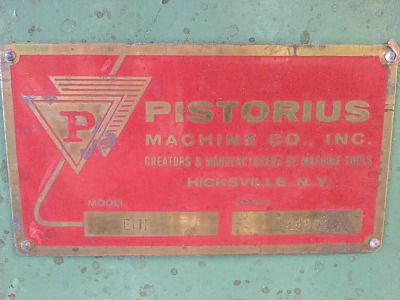 P
PISTORIUS
MACHINE CO., INC.
CREATORS & MANUFACTURERS OF MACHINE TOOLS
HICKSVILLE, N.Y.
MODEL